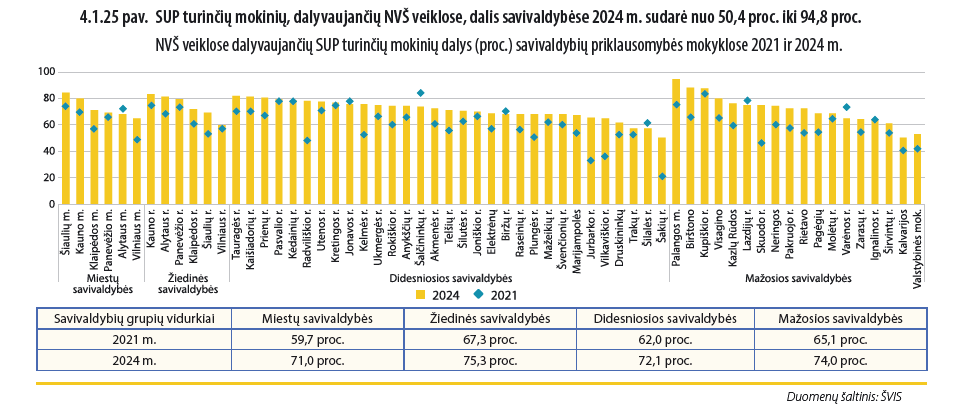 4.1.25 pav. SUP turinčių mokinių, dalyvaujančių NVŠ veiklose, dalis savivaldybėse 2024 m. sudarė nuo 50,4 proc. iki 94,8 proc.
NVŠ veiklose dalyvaujančių SUP turinčių mokinių dalys (proc.) savivaldybių priklausomybės mokyklose 2021 ir 2024 m.
100
80
60
40
20
0
Šiaulių m.
Kauno m.
Klaipėdos m.
Panevėžio m.
Alytaus m.
Vilniaus m.
Kauno r.
Alytaus r.
Panevėžio r.
Klaipėdos r.
Šiaulių r.
Vilniaus r.
Tauragės r.
Kaišiadorių r.
Prienų r.
Pasvalio r.
Kėdainių r.
Radviliškio r.
Utenos r.
Kretingos r.
Jonavos r.
Kelmės r.
Ukmergės r.
Rokiškio r.
Anykščių r.
Šalčininkų r.
Akmenės r.
Telšių r.
Šilutės r.
Joniškio r.
Elektrėnų
Biržų r.
Raseinių r.
Plungės r.
Mažeikių r.
Švenčionių r.
Marijampolės
Jurbarko r.
Vilkaviškio r.
Druskininkų
Trakų r.
Šilalės r.
Šakių r.
Palangos m.
Birštono
Kupiškio r.
Visagino
Kazlų Rūdos
Lazdijų r.
Skuodo r.
Neringos
Pakruojo r.
Rietavo
Pagėgių
Molėtų r.
Varėnos r.
Zarasų r.
Ignalinos r.
Širvintų r.
Kalvarijos
Valstybinės mok.
Miestų savivaldybės
Žiedinės savivaldybės
Didesniosios savivaldybės
Mažosios savivaldybės
2024 2021
Savivaldybių grupių vidurkiai Miestų savivaldybės Žiedinės savivaldybės Didesniosios savivaldybės Mažosios savivaldybės
2021 m. 59,7 proc. 67,3 proc. 62,0 proc. 65,1 proc.
2024 m. 71,0 proc. 75,3 proc. 72,1 proc. 74,0 proc.
Duomenų šaltinis: ŠVIS